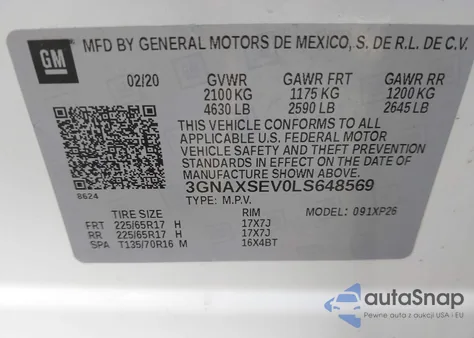 GM
MFD BY GENERAL MOTORS DE MEXICO, S. DE R.L. DE C.V.
02/20 GVWR GAWR FRT GAWR RR
2100 KG 1175 KG 1200 KG
4630 LB 2590 LB 2645 LB
THIS VEHICLE CONFORMS TO ALL
APPLICABLE U.S. FEDERAL MOTOR
VEHICLE SAFETY AND THEFT PREVENTION
STANDARDS IN EFFECT ON THE DATE OF
MANUFACTURE SHOWN ABOVE.
3GNAXSEV0LS648569
8624
TYPE: M.P.V. MODEL: 091XP26
TIRE SIZE RIM
FRT 225/65R17 H 17X7J
RR 225/65R17 H 17X7J
SPA T135/70R16 M 16X4BT
autoSnap
Pewne auta z aukcji USA i EU